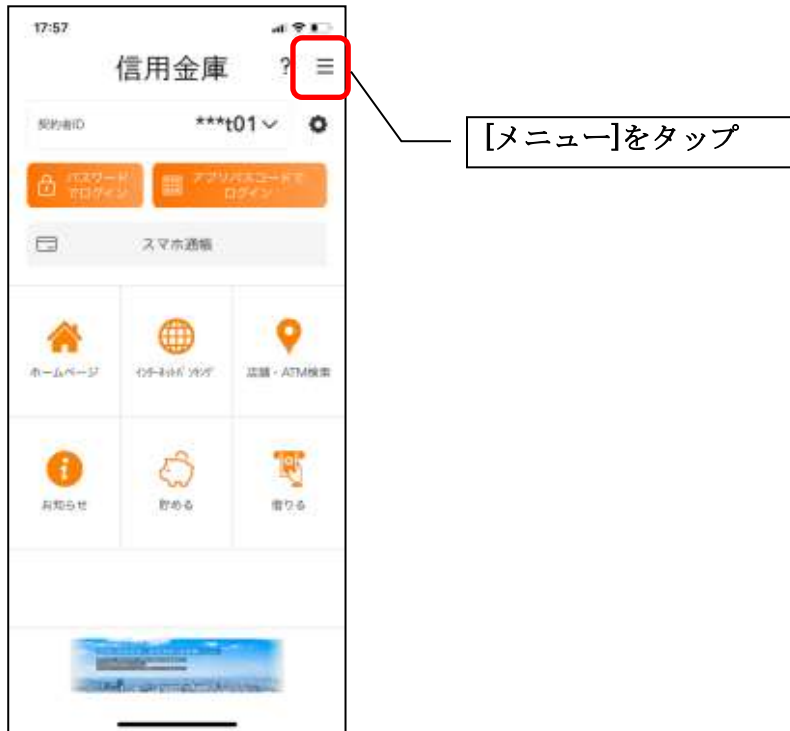 17:57
信用金庫 ?
契約者ID ***t01
[メニュー]をタップ
パスワード
でログイン
アプリパスコードで
ログイン
スマホ通帳
ホームページ
インターネットバンキング
店舗・ATM検索
お知らせ
貯める
借りる